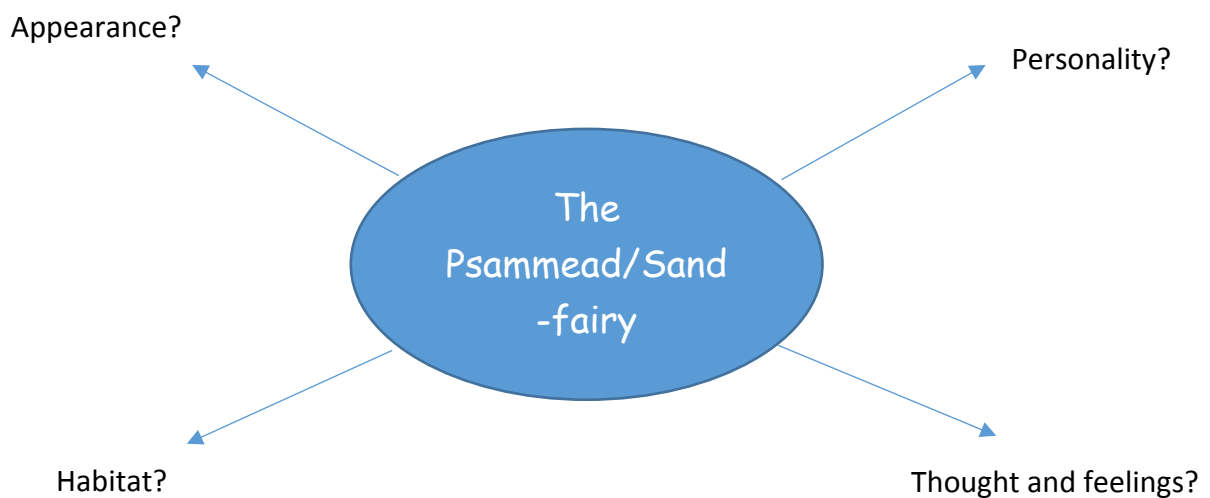 Appearance?
Personality?
The
Psammead/Sand
-fairy
Habitat?
Thought and feelings?